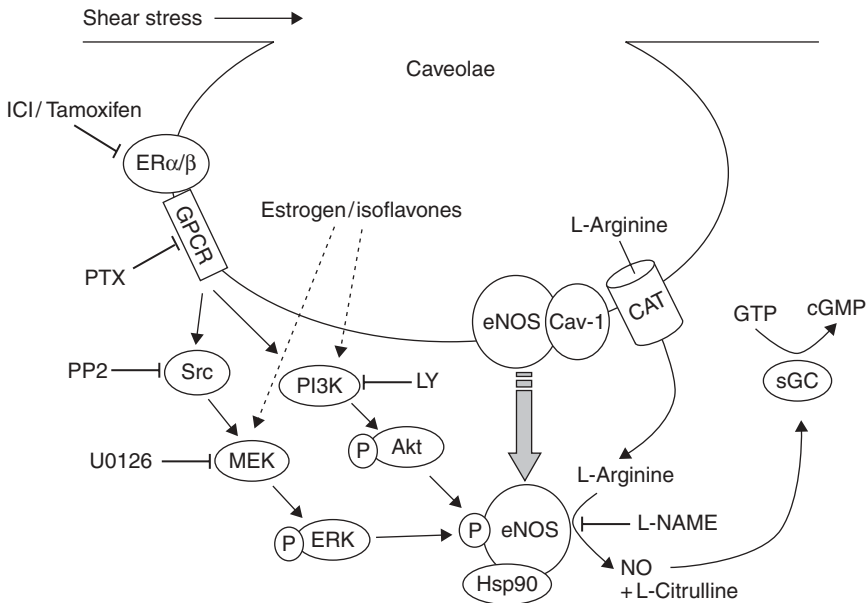 Shear stress
Caveolae
ICI/Tamoxifen
ERα/β
Estrogen/isoflavones
GPCR
L-Arginine
PTX
CAT
eNOS
Cav-1
GTP
cGMP
PP2
Src
PI3K
LY
sGC
P
Akt
U0126
MEK
L-Arginine
P
eNOS
L-NAME
P
ERK
Hsp90
NO
+ L-Citrulline